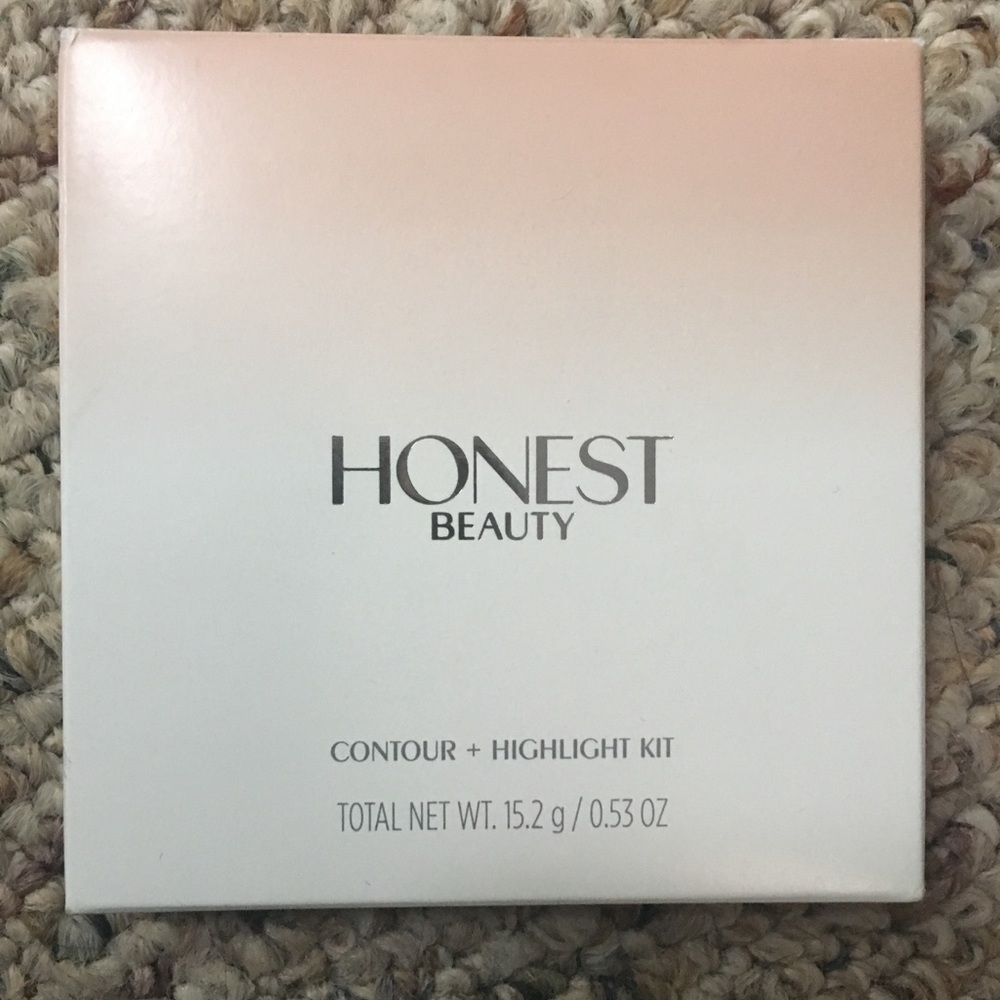 HONEST
BEAUTY
CONTOUR + HIGHLIGHT KIT
TOTAL NET WT. 15.2 g / 0.53 OZ